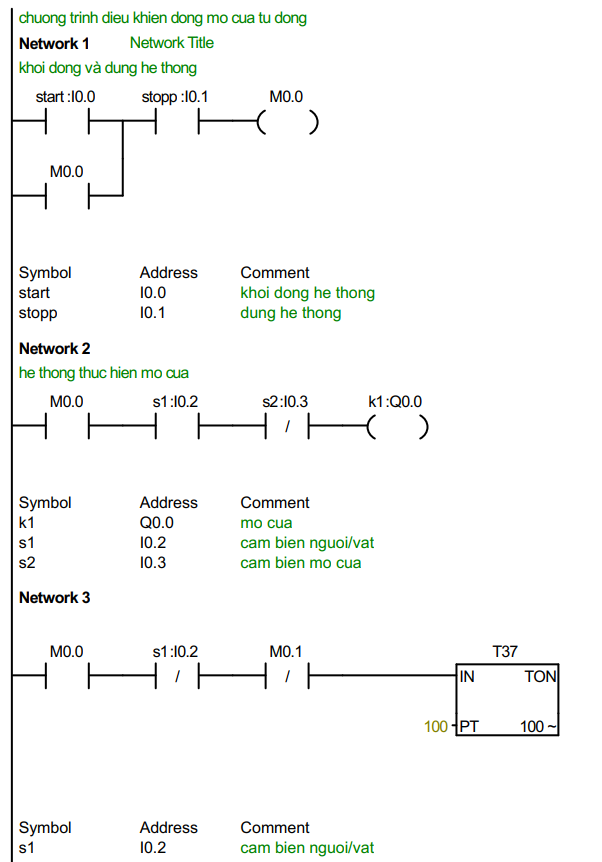 chuong trinh dieu khien dong mo cua tu dong
Network 1 Network Title
khoi dong và dung he thong
start :I0.0 stopp :I0.1 M0.0
M0.0
Symbol Address Comment
start I0.0 khoi dong he thong
stopp I0.1 dung he thong
Network 2
he thong thuc hien mo cua
M0.0 s1:I0.2 s2:I0.3 k1:Q0.0
/
Symbol Address Comment
k1 Q0.0 mo cua
s1 I0.2 cam bien nguoi/vat
s2 I0.3 cam bien mo cua
Network 3
M0.0 s1:I0.2 M0.1 T37
/ / IN TON
100 PT 100 ~
Symbol Address Comment
s1 I0.2 cam bien nguoi/vat